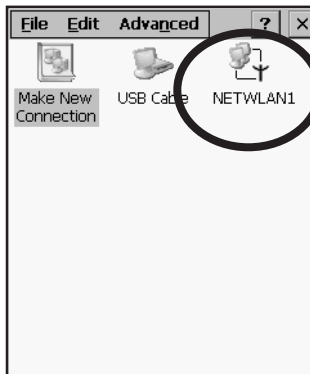 File Edit Advanced ? ×
Make New Connection
USB Cable
NETWLAN1